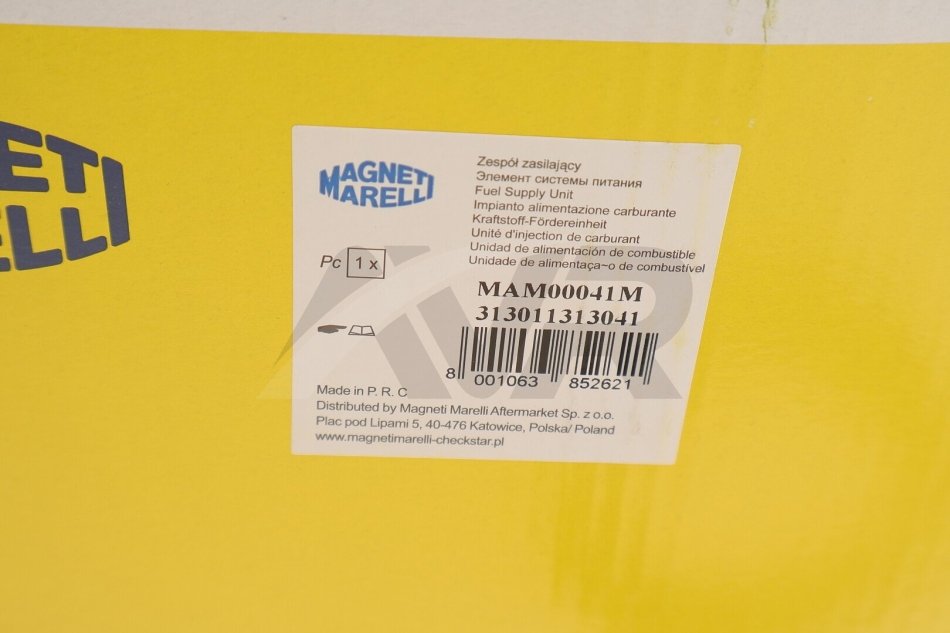 NETI
ELLI
MAGNETI
MARELLI
Zespół zasilający
Элемент системы питания
Fuel Supply Unit
Impianto alimentazione carburante
Kraftstoff-Fördereinheit
Unité d'injection de carburant
Unidad de alimentación de combustible
Unidade de alimentaça~o de combustível
Pc 1 x
MAM00041M
313011313041
8 001063 852621
Made in P. R. C
Distributed by Magneti Marelli Aftermarket Sp. z o.o.
Plac pod Lipami 5, 40-476 Katowice, Polska/ Poland
www.magnetimarelli-checkstar.pl
AVR